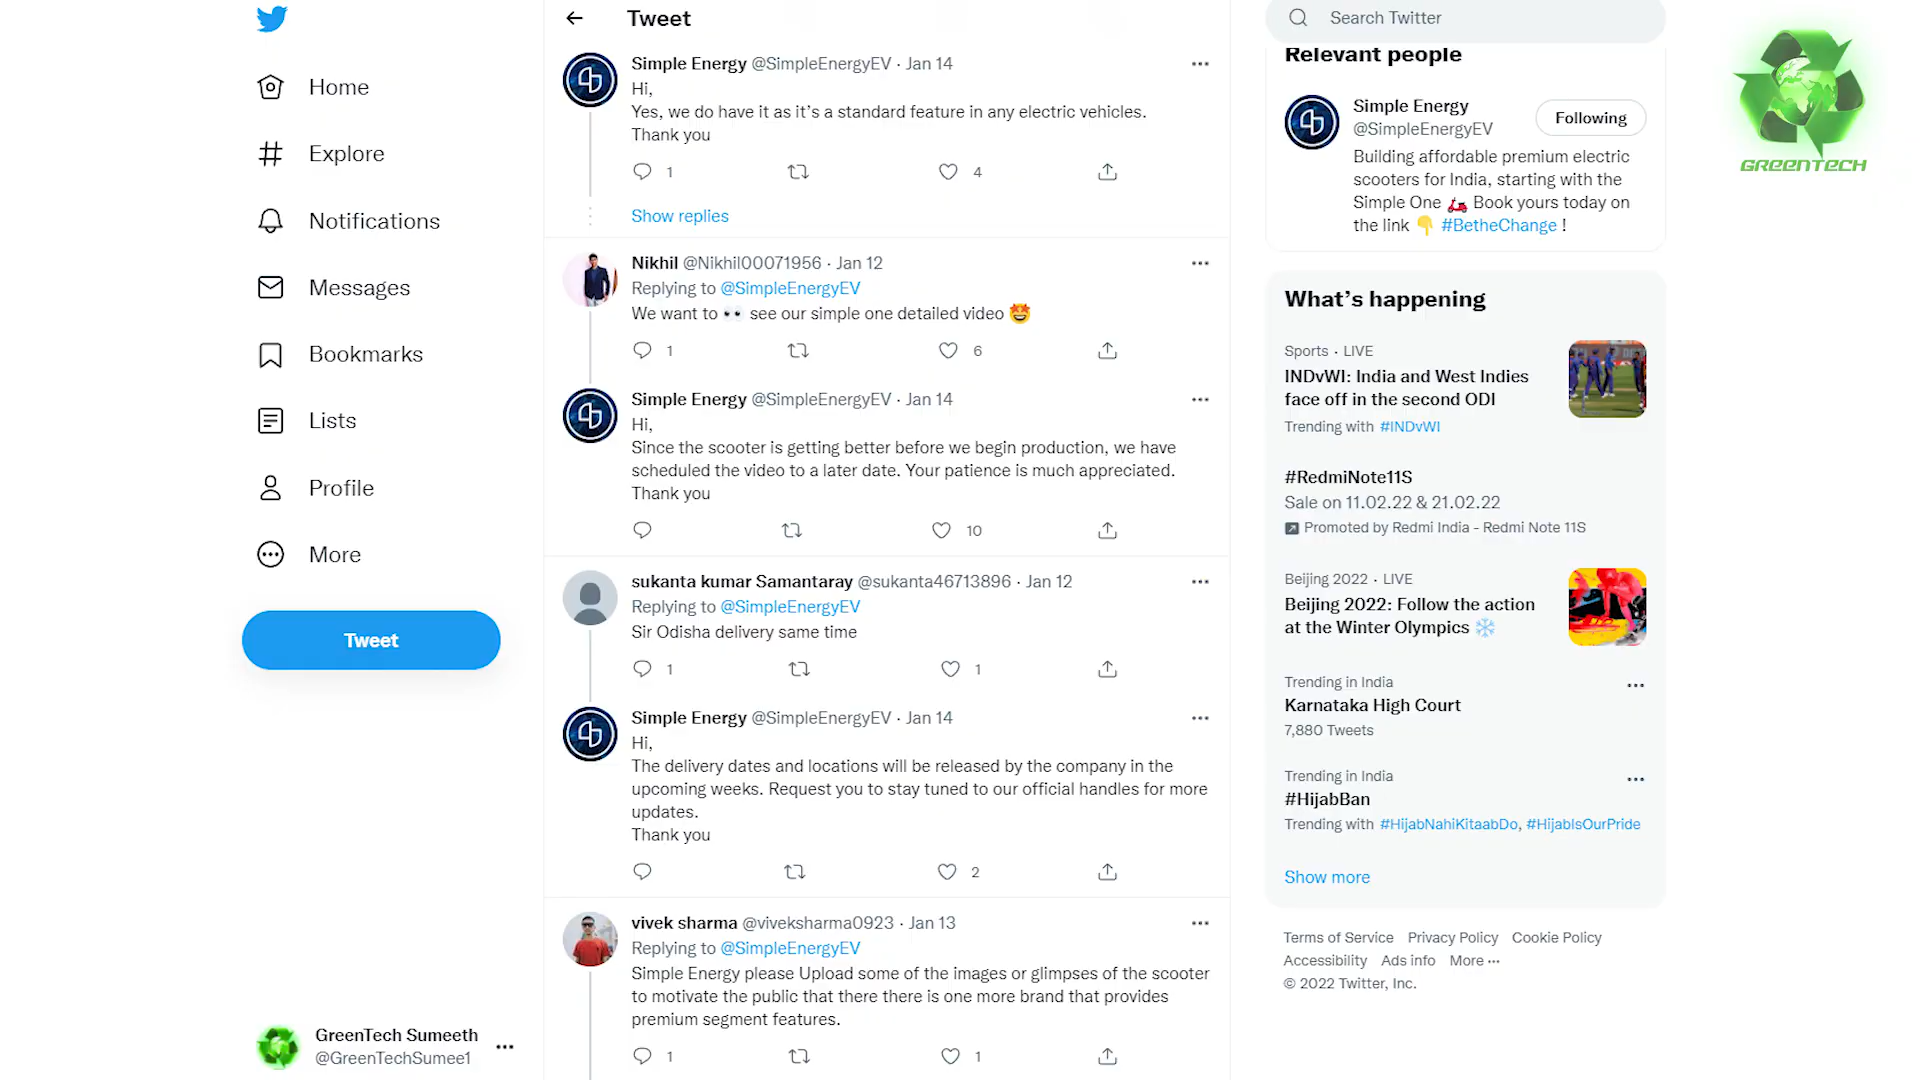 Home
Explore
Notifications
Messages
Bookmarks
Lists
Profile
More
Tweet
GreenTech Sumeeth
@GreenTechSumee1
Tweet
Simple Energy @SimpleEnergyEV · Jan 14
Hi,
Yes, we do have it as it’s a standard feature in any electric vehicles.
Thank you
1
4
Show replies
Nikhil @Nikhil00071956 · Jan 12
Replying to @SimpleEnergyEV
We want to 👀 see our simple one detailed video 🤩
1
6
Simple Energy @SimpleEnergyEV · Jan 14
Hi,
Since the scooter is getting better before we begin production, we have
scheduled the video to a later date. Your patience is much appreciated.
Thank you
10
sukanta kumar Samantaray @sukanta46713896 · Jan 12
Replying to @SimpleEnergyEV
Sir Odisha delivery same time
1
1
Simple Energy @SimpleEnergyEV · Jan 14
Hi,
The delivery dates and locations will be released by the company in the
upcoming weeks. Request you to stay tuned to our official handles for more
updates.
Thank you
2
vivek sharma @viveksharma0923 · Jan 13
Replying to @SimpleEnergyEV
Simple Energy please Upload some of the images or glimpses of the scooter
to motivate the public that there there is one more brand that provides
premium segment features.
1
1
Search Twitter
Relevant people
Simple Energy
@SimpleEnergyEV
Following
Building affordable premium electric
scooters for India, starting with the
Simple One 🛵 Book yours today on
the link 👇 #BetheChange !
What’s happening
Sports · LIVE
INDvWI: India and West Indies
face off in the second ODI
Trending with #INDvWI
#RedmiNote11S
Sale on 11.02.22 & 21.02.22
Promoted by Redmi India - Redmi Note 11S
Beijing 2022 · LIVE
Beijing 2022: Follow the action
at the Winter Olympics ❄️
Trending in India
Karnataka High Court
7,880 Tweets
Trending in India
#HijabBan
Trending with #HijabNahiKitaabDo, #HijabIsOurPride
Show more
Terms of Service Privacy Policy Cookie Policy
Accessibility Ads info More ···
© 2022 Twitter, Inc.
GREENTECH